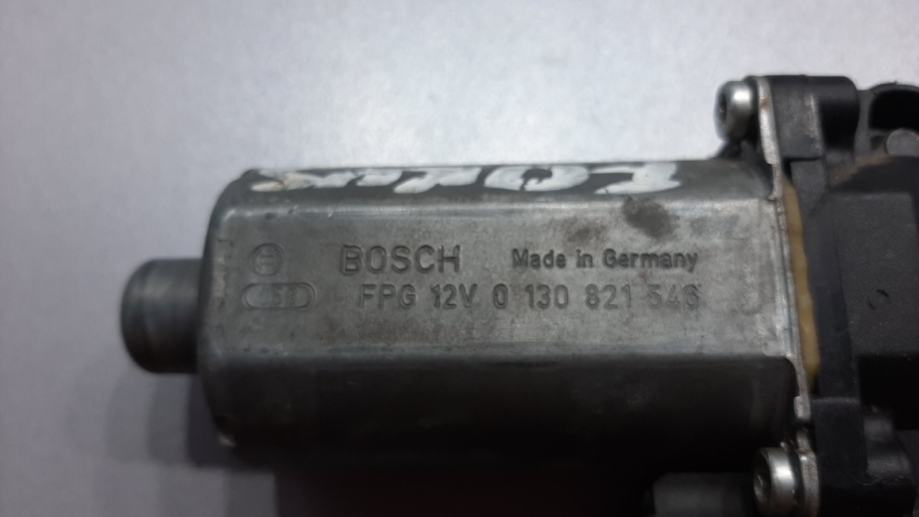 BOSCH Made in Germany
FPG 12V 0 130 821 546